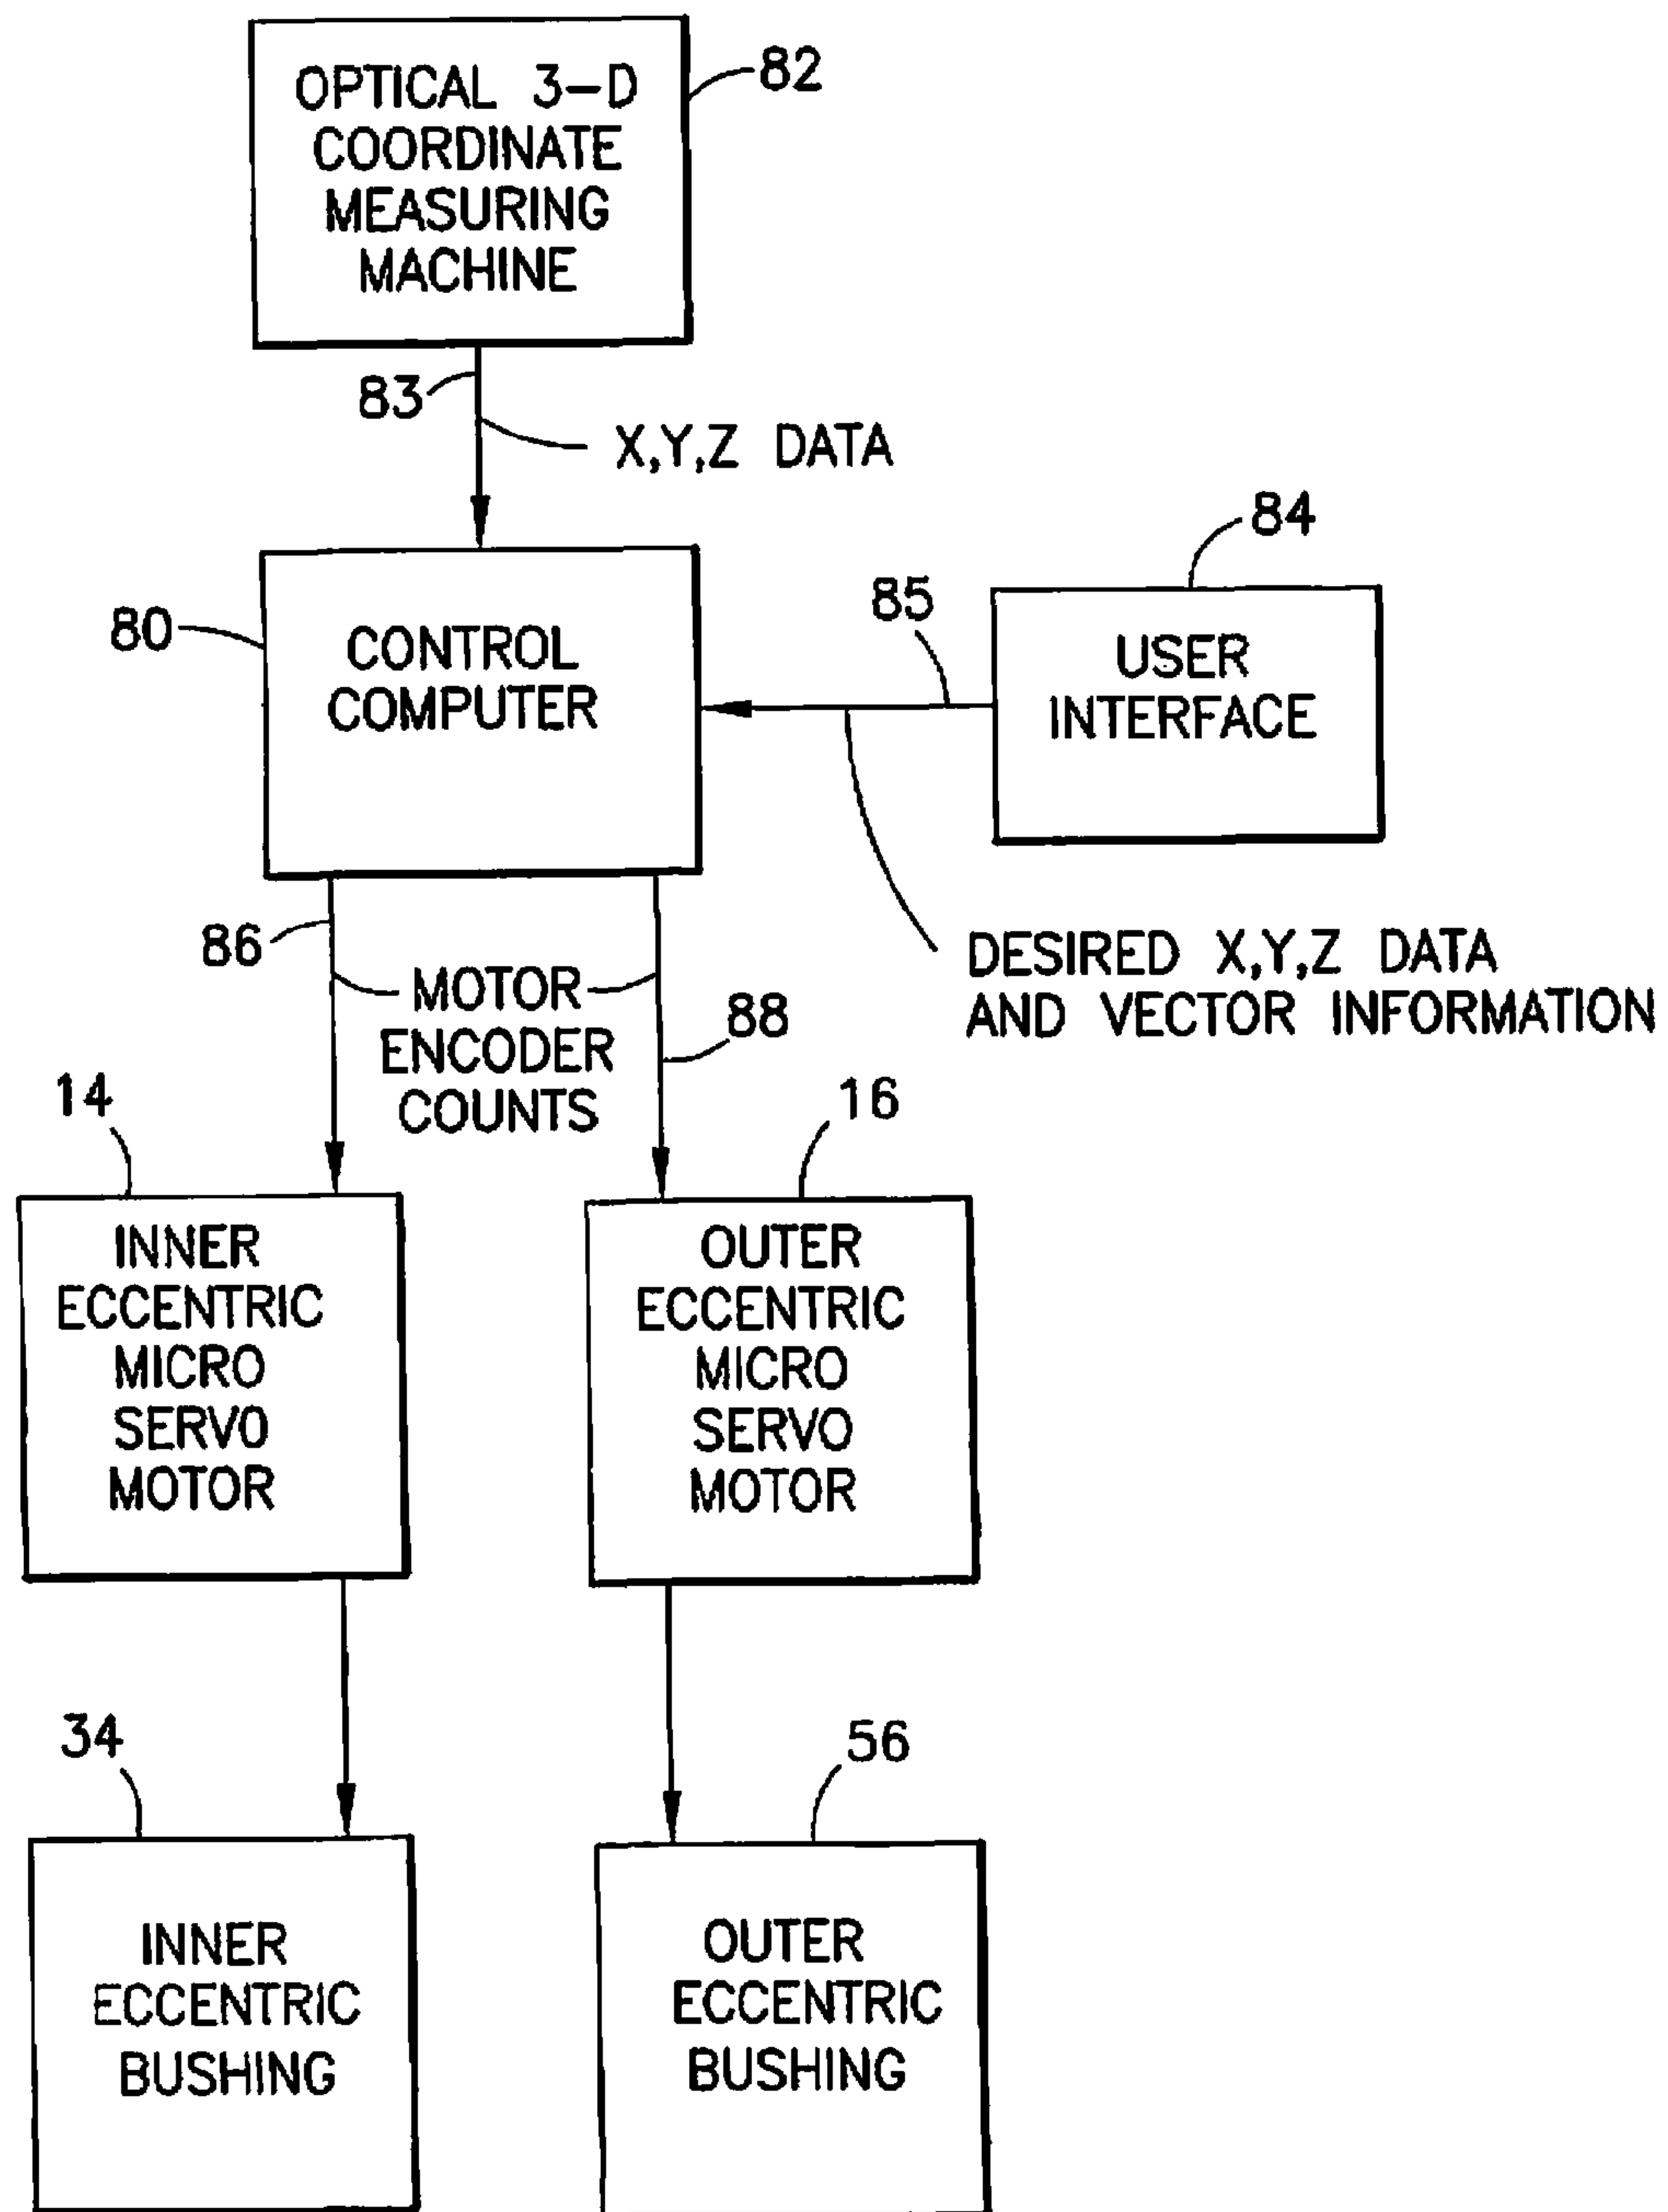 OPTICAL 3-D
COORDINATE
MEASURING
MACHINE
82
83
X,Y,Z DATA
84
85
80
CONTROL
COMPUTER
USER
INTERFACE
86
MOTOR
ENCODER
COUNTS
88
DESIRED X,Y,Z DATA
AND VECTOR INFORMATION
14
16
INNER
ECCENTRIC
MICRO
SERVO
MOTOR
OUTER
ECCENTRIC
MICRO
SERVO
MOTOR
34
56
INNER
ECCENTRIC
BUSHING
OUTER
ECCENTRIC
BUSHING